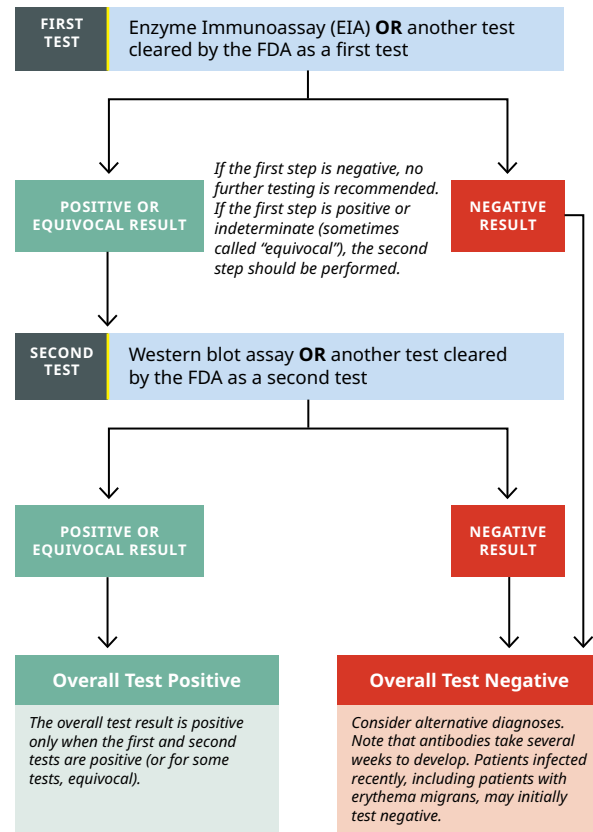 FIRST
TEST
Enzyme Immunoassay (EIA) OR another test
cleared by the FDA as a first test
If the first step is negative, no
further testing is recommended.
If the first step is positive or
indeterminate (sometimes
called “equivocal”), the second
step should be performed.
POSITIVE OR
EQUIVOCAL RESULT
NEGATIVE
RESULT
SECOND
TEST
Western blot assay OR another test cleared
by the FDA as a second test
POSITIVE OR
EQUIVOCAL RESULT
NEGATIVE
RESULT
Overall Test Positive
The overall test result is positive
only when the first and second
tests are positive (or for some
tests, equivocal).
Overall Test Negative
Consider alternative diagnoses.
Note that antibodies take several
weeks to develop. Patients infected
recently, including patients with
erythema migrans, may initially
test negative.